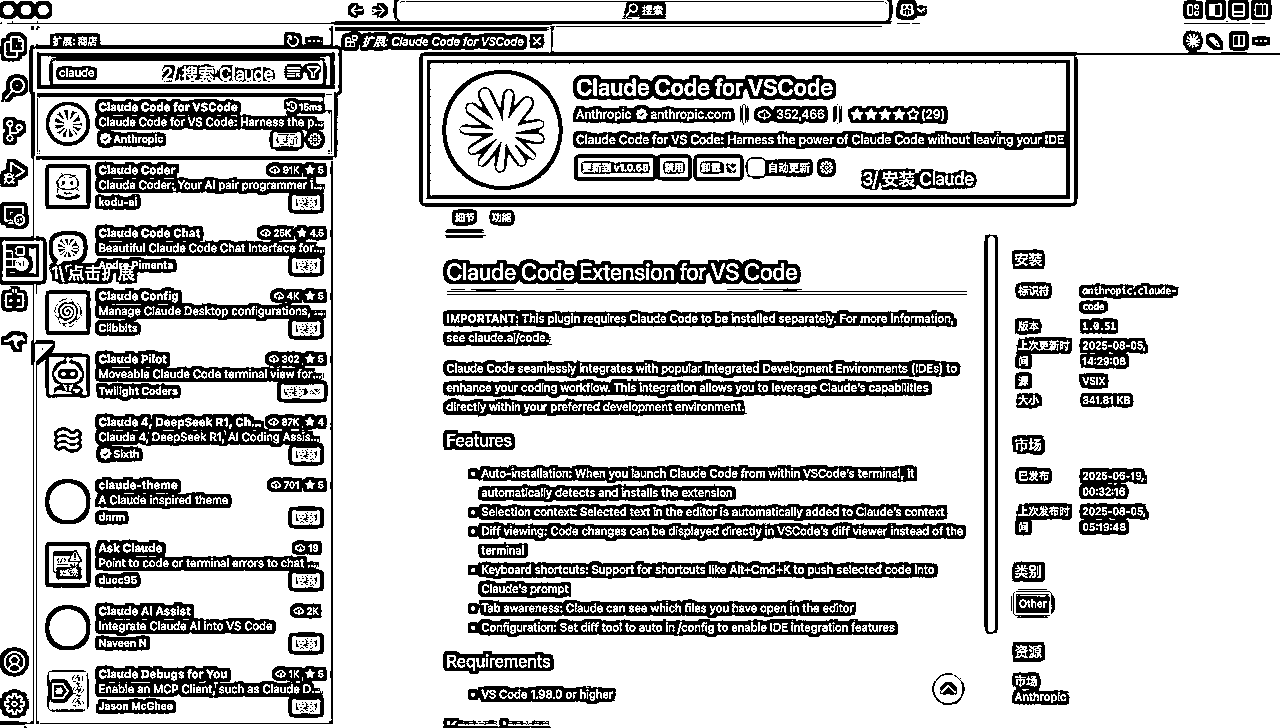 搜索
扩展: 商店
扩展: Claude Code for VSCode
claude
2/ 搜索 Claude
Claude Code for VSCode
15ms
Claude Code for VS Code: Harness the p...
Anthropic
更新
Claude Coder
91K ★ 5
Claude Coder: Your AI pair programmer i...
kodu-ai
安装
Claude Code Chat
25K ★ 4.5
Beautiful Claude Code Chat Interface for...
Andre Pimenta
安装
1/ 点击扩展
Claude Config
4K ★ 5
Manage Claude Desktop configurations, ...
Clibbits
安装
Claude Pilot
302 ★ 5
Moveable Claude Code terminal view for...
Twilight Coders
安装
Claude 4, DeepSeek R1, Ch...
87K ★ 4
Claude 4, DeepSeek R1, AI Coding Assis...
Sixth
安装
claude-theme
701 ★ 5
A Claude inspired theme
dnrm
安装
Ask Claude
19
Point to code or terminal errors to chat ...
duoc95
安装
Claude AI Assist
2K
Integrate Claude AI into VS Code
Naveen N
安装
Claude Debugs for You
1K ★ 5
Enable an MCP Client, such as Claude D...
Jason McGhee
安装
Claude Code for VSCode
Anthropic anthropic.com 352,466 ★★★★☆(29)
Claude Code for VS Code: Harness the power of Claude Code without leaving your IDE
更新到 v1.0.68 禁用 卸载 自动更新
3/ 安装 Claude
细节 功能
Claude Code Extension for VS Code
IMPORTANT: This plugin requires Claude Code to be installed separately. For more information,
see claude.ai/code.
Claude Code seamlessly integrates with popular Integrated Development Environments (IDEs) to
enhance your coding workflow. This integration allows you to leverage Claude's capabilities
directly within your preferred development environment.
Features
Auto-installation: When you launch Claude Code from within VSCode's terminal, it
automatically detects and installs the extension
Selection context: Selected text in the editor is automatically added to Claude's context
Diff viewing: Code changes can be displayed directly in VSCode's diff viewer instead of the
terminal
Keyboard shortcuts: Support for shortcuts like Alt+Cmd+K to push selected code into
Claude's prompt
Tab awareness: Claude can see which files you have open in the editor
Configuration: Set diff tool to auto in /config to enable IDE integration features
Requirements
VS Code 1.98.0 or higher
安装
标识符 anthropic.claude-
code
版本 1.0.51
上次更新时 2025-08-05,
间 14:29:08
源 VSIX
大小 341.81 KB
市场
已发布 2025-06-19,
00:32:16
上次发布时 2025-08-05,
间 05:19:48
类别
Other
资源
市场
Anthropic